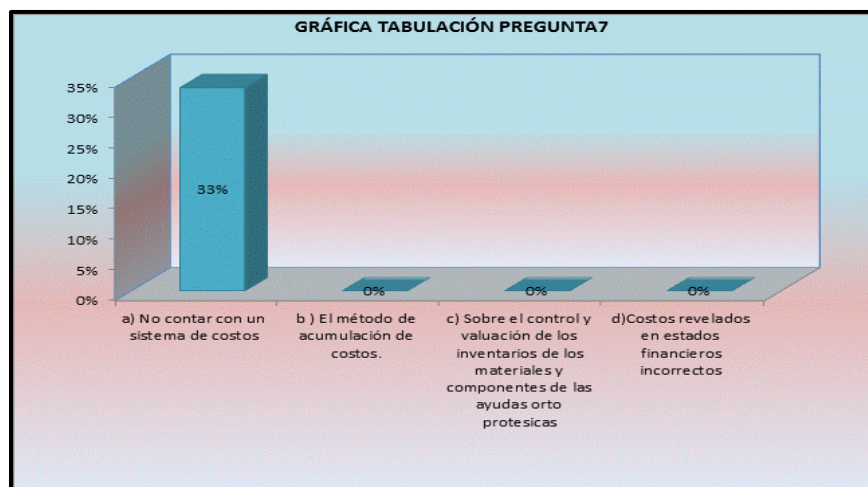 GRÁFICA TABULACIÓN PREGUNTA7
35%
30%
25%
20%
15%
10%
5%
0%
33%
0%
0%
0%
a) No contar con un
sistema de costos
b ) El método de
acumulación de
costos.
c) Sobre el control y
valuación de los
inventarios de los
materiales y
componentes de las
ayudas orto
protesicas
d)Costos revelados
en estados
financieros
incorrectos